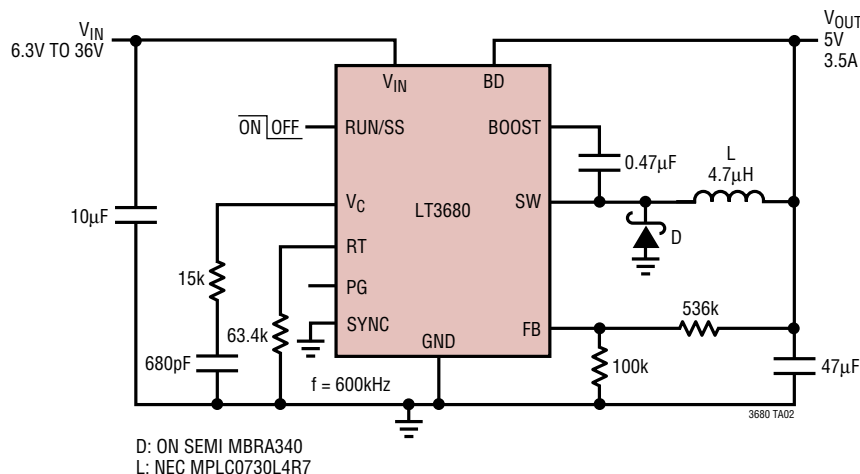 VIN
6.3V TO 36V
VOUT
5V
3.5A
VIN
BD
ON OFF
RUN/SS
BOOST
0.47µF
L
4.7µH
10µF
VC
LT3680
SW
D
RT
15k
PG
63.4k
SYNC
FB
536k
GND
680pF
f = 600kHz
100k
47µF
3680 TA02
D: ON SEMI MBRA340
L: NEC MPLC0730L4R7